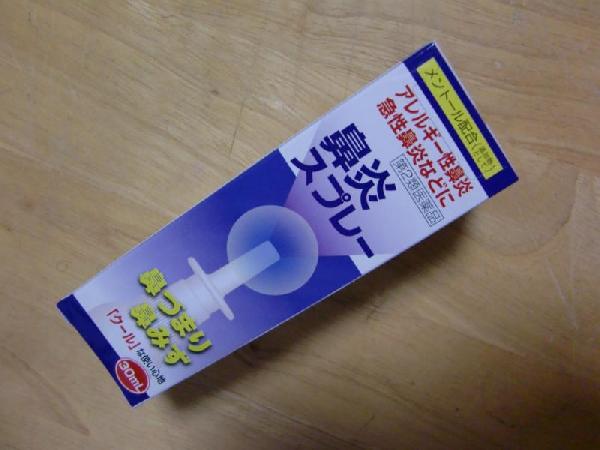 メントール配合
アレルギー性鼻炎
急性鼻炎などに
第2類医薬品
鼻炎
スプレー
鼻づまり
鼻みず
「クール」な使い心地
30mL